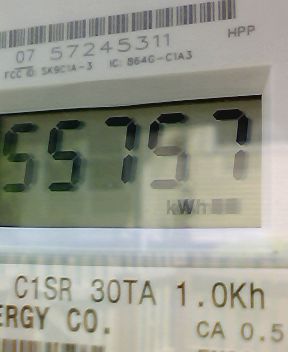 07 57245311 HPP
FCC ID: SK9C1A-3 IC: 864G-C1A3
55757
kWh
C1SR 30TA 1.0Kh
ERGY CO. CA 0.5